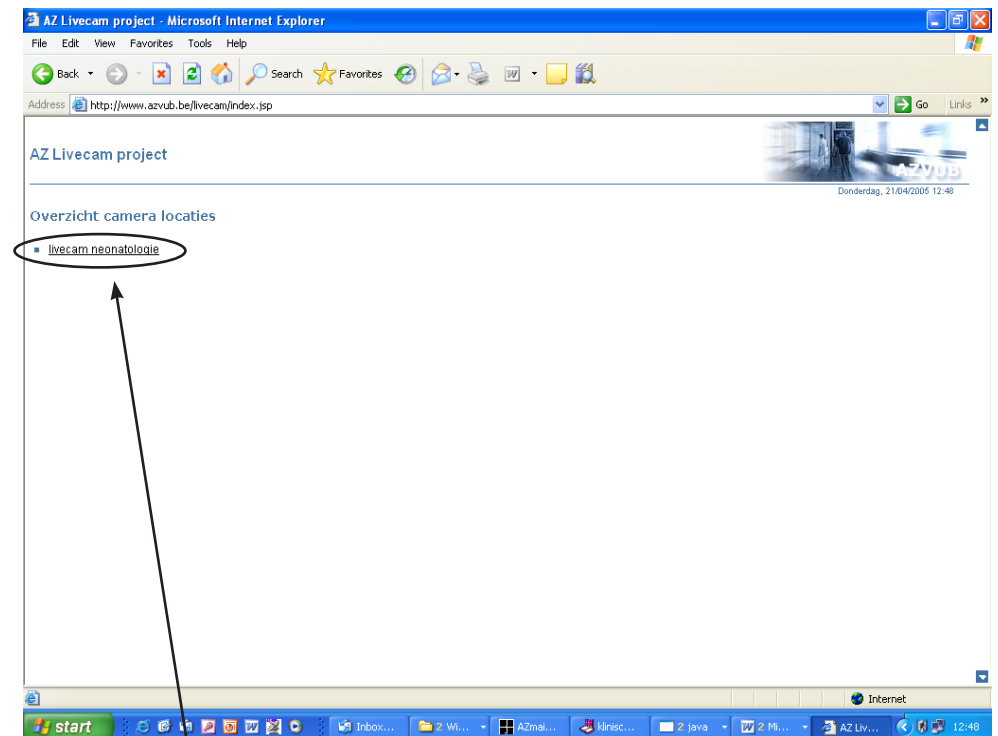 AZ Livecam project - Microsoft Internet Explorer
File Edit View Favorites Tools Help
Back Search Favorites
Address http://www.azvub.be/livecam/index.jsp Go Links »
AZ Livecam project
AZVUB
Donderdag, 21/04/2005 12:48
Overzicht camera locaties
livecam neonatologie
Internet
start Inbox... 2 Wi... AZmai... klinisc... 2 java 2 Mi... AZ Liv... 12:48